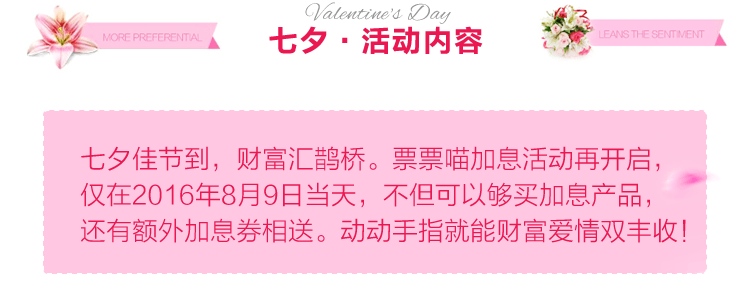 Valentine's Day
MORE PREFERENTIAL
七夕·活动内容
LEANS THE SENTIMENT
七夕佳节到，财富汇鹊桥。票票喵加息活动再开启，
仅在2016年8月9日当天，不但可以够买加息产品，
还有额外加息券相送。动动手指就能财富爱情双丰收！